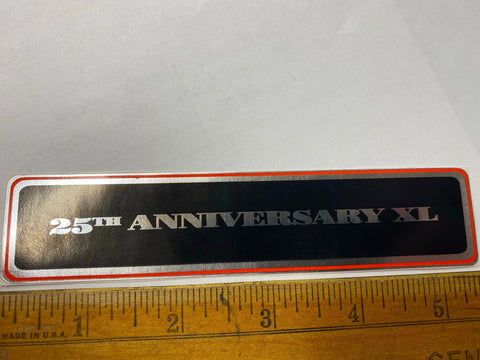 25TH ANNIVERSARY XL
1 2 3 4 5
MADE IN U.S.A.